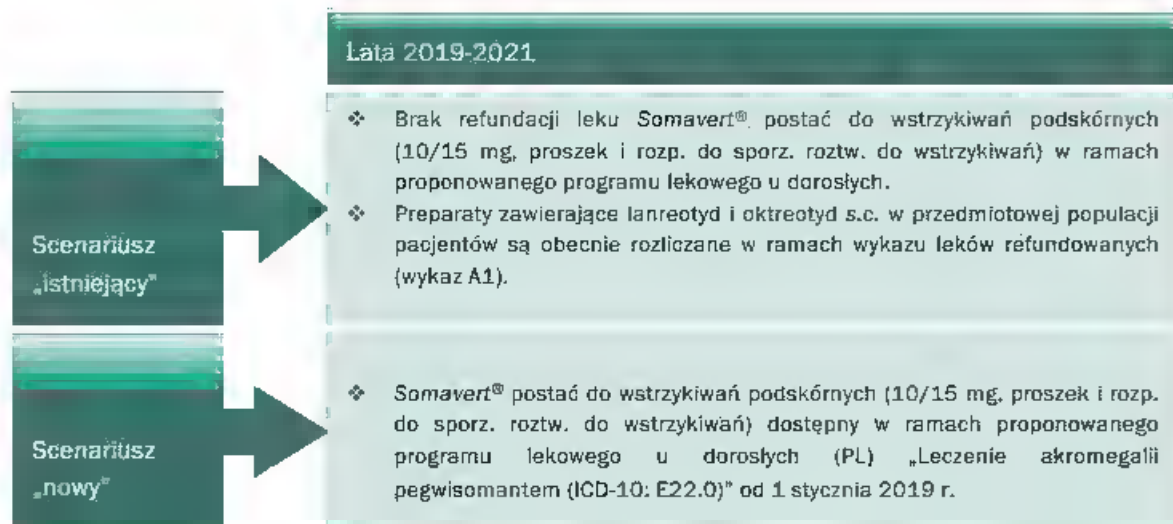 Lata 2019-2021
Scenariusz
„istniejący”
❖ Brak refundacji leku Somavert® postać do wstrzykiwań podskórnych
(10/15 mg, proszek i rozp. do sporz. roztw. do wstrzykiwań) w ramach
proponowanego programu lekowego u dorosłych.
❖ Preparaty zawierające lanreotyd i oktreotyd s.c. w przedmiotowej populacji
pacjentów są obecnie rozliczane w ramach wykazu leków refundowanych
(wykaz A1).
Scenariusz
„nowy”
❖ Somavert® postać do wstrzykiwań podskórnych (10/15 mg, proszek i rozp.
do sporz. roztw. do wstrzykiwań) dostępny w ramach proponowanego
programu lekowego u dorosłych (PL) „Leczenie akromegalii
pegwisomantem (ICD-10: E22.0)” od 1 stycznia 2019 r.